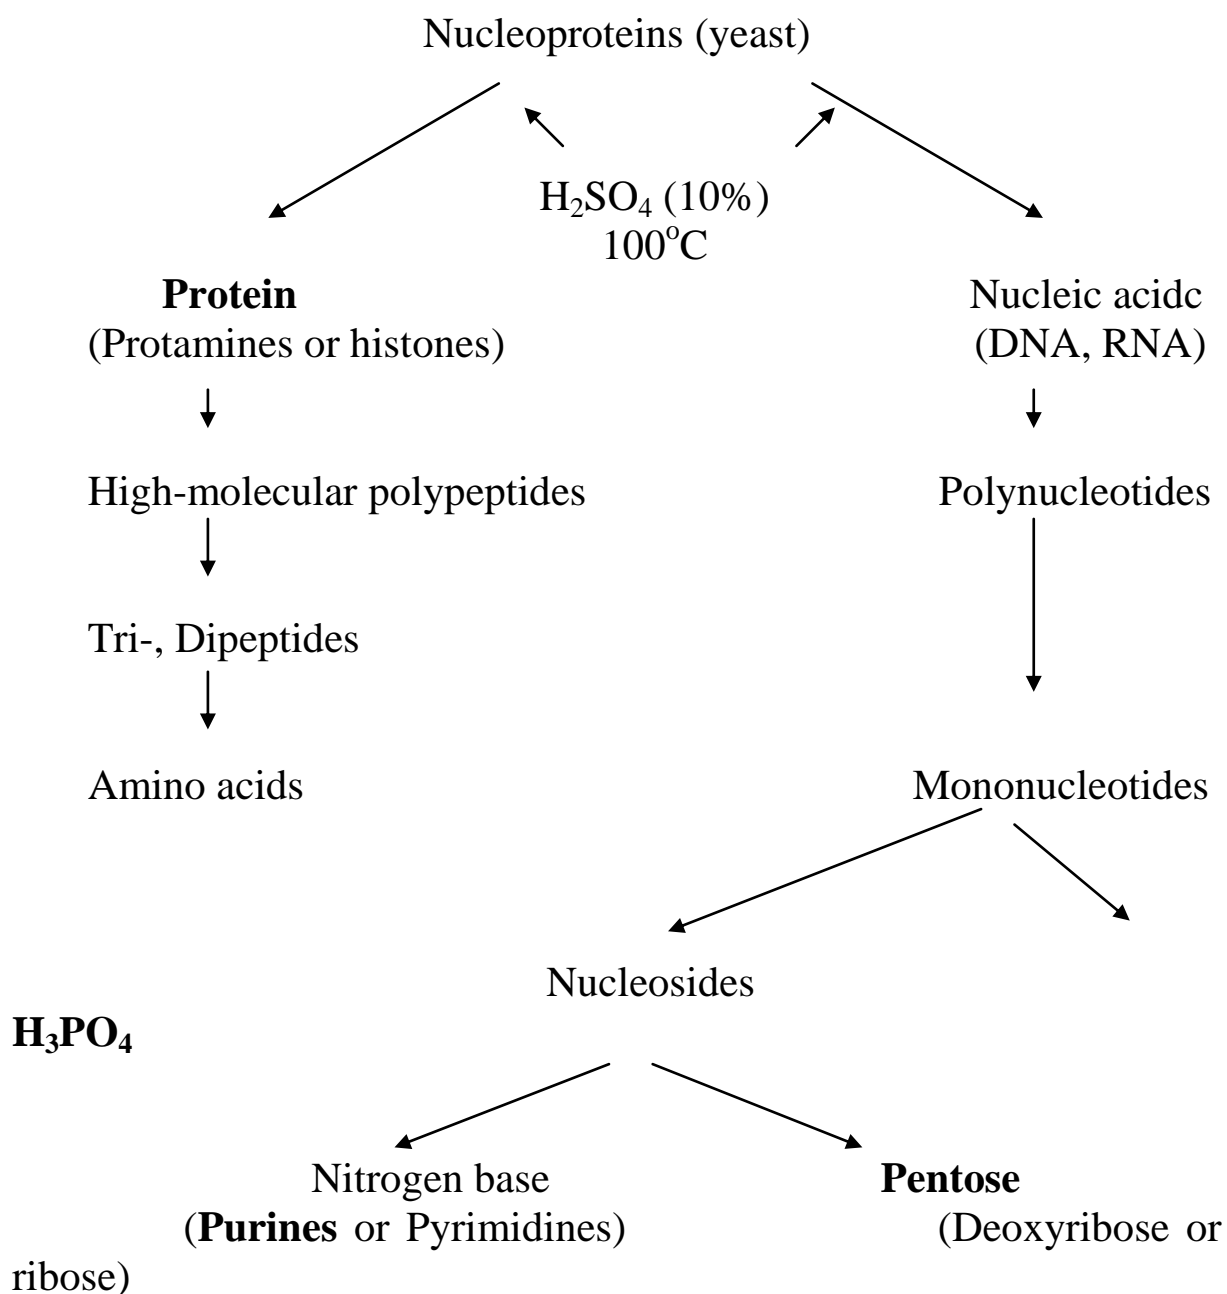 Nucleoproteins (yeast)
H₂SO₄ (10%)
100°C
Protein
Nucleic acidc
(Protamines or histones)
(DNA, RNA)
High-molecular polypeptides
Polynucleotides
Tri-, Dipeptides
Amino acids
Mononucleotides
Nucleosides
H₃PO₄
Nitrogen base
Pentose
(Purines or Pyrimidines)
(Deoxyribose or
ribose)